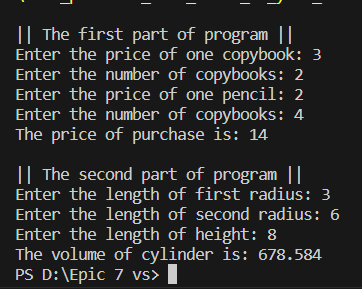 || The first part of program ||
Enter the price of one copybook: 3
Enter the number of copybooks: 2
Enter the price of one pencil: 2
Enter the number of copybooks: 4
The price of purchase is: 14
|| The second part of program ||
Enter the length of first radius: 3
Enter the length of second radius: 6
Enter the length of height: 8
The volume of cylinder is: 678.584
PS D:\Epic 7 vs>